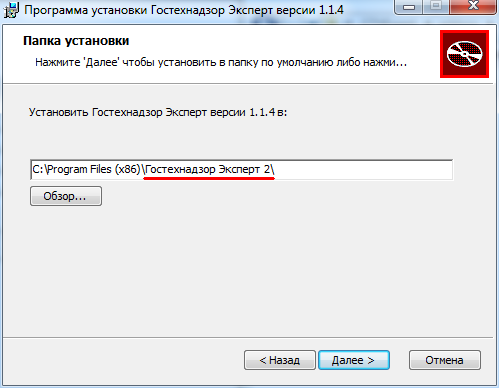 Программа установки Гостехнадзор Эксперт версии 1.1.4
Папка установки
Нажмите 'Далее' чтобы установить в папку по умолчанию либо нажми...
Установить Гостехнадзор Эксперт версии 1.1.4 в:
C:\Program Files (x86)\Гостехнадзор Эксперт 2\
Обзор...
< Назад
Далее >
Отмена